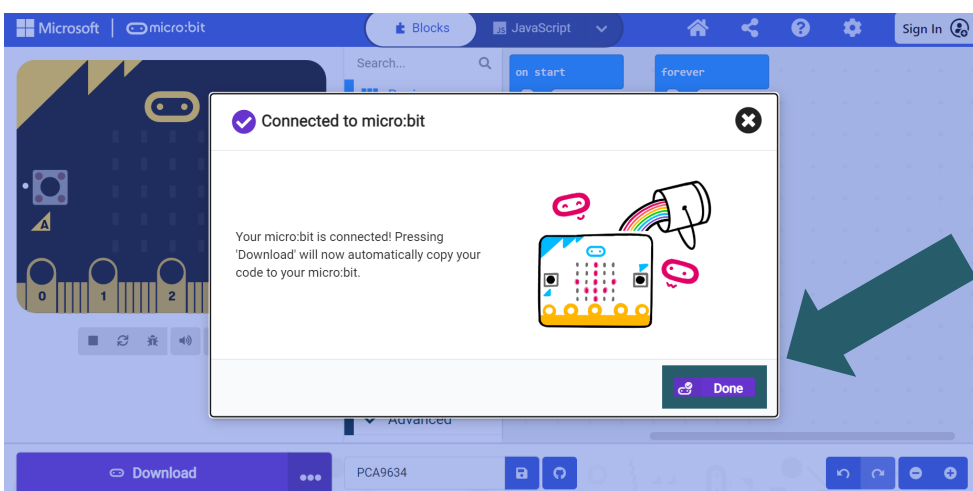 Microsoft micro:bit Blocks JavaScript Sign In
Search...
on start forever
Connected to micro:bit
Your micro:bit is connected! Pressing
'Download' will now automatically copy your
code to your micro:bit.
A
0 1 2
Done
Advanced
Download ••• PCA9634